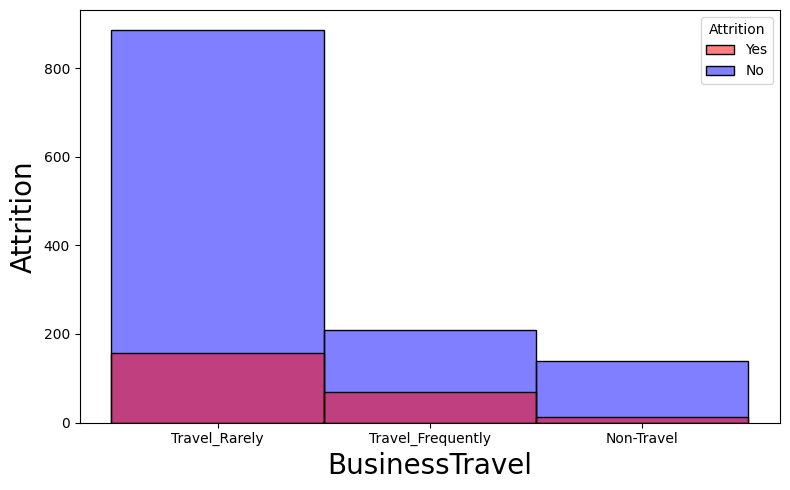 Attrition
Yes
No
800
600
400
200
0
Attrition
Travel_Rarely
Travel_Frequently
Non-Travel
BusinessTravel